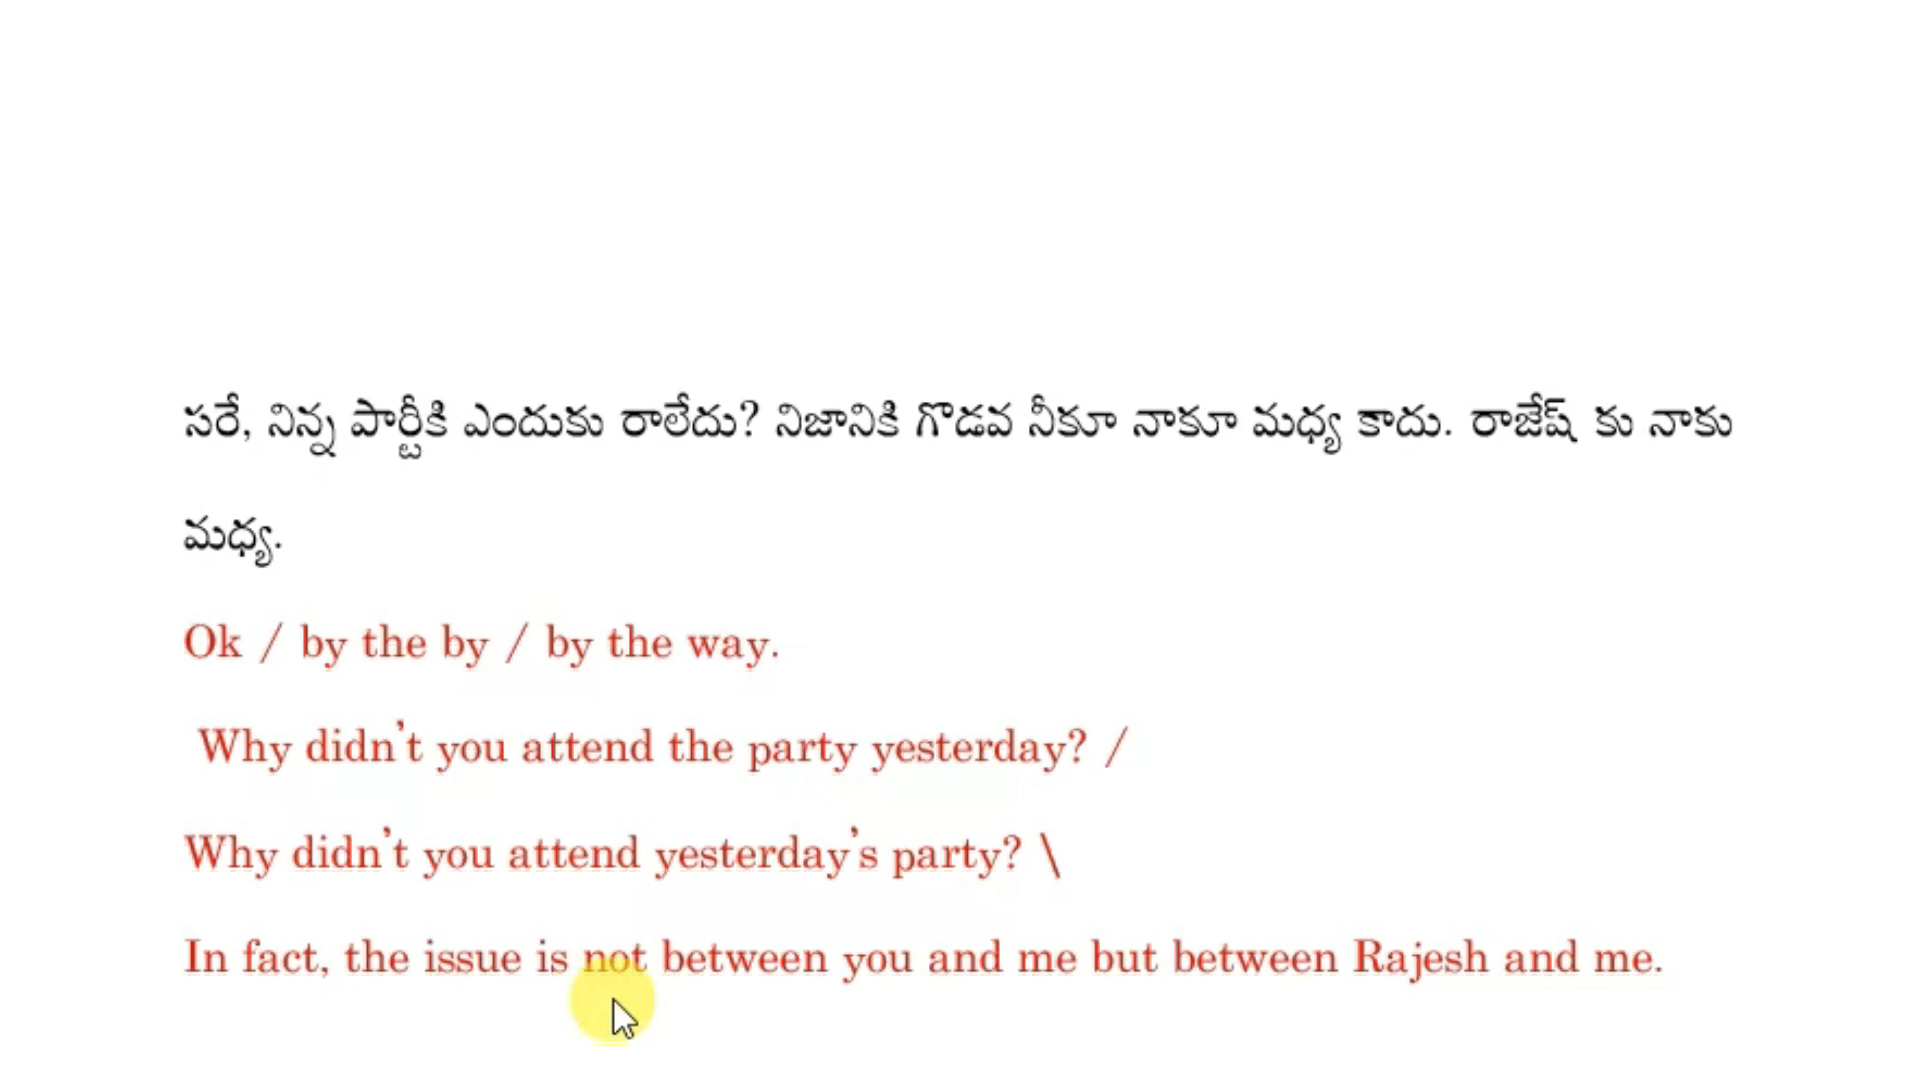 సరే, నిన్న పార్టీకి ఎందుకు రాలేదు? నిజానికి గొడవ నీకూ నాకూ మధ్య కాదు. రాజేష్ కు నాకు
మధ్య.
Ok / by the by / by the way.
Why didn't you attend the party yesterday? /
Why didn't you attend yesterday's party? \
In fact, the issue is not between you and me but between Rajesh and me.